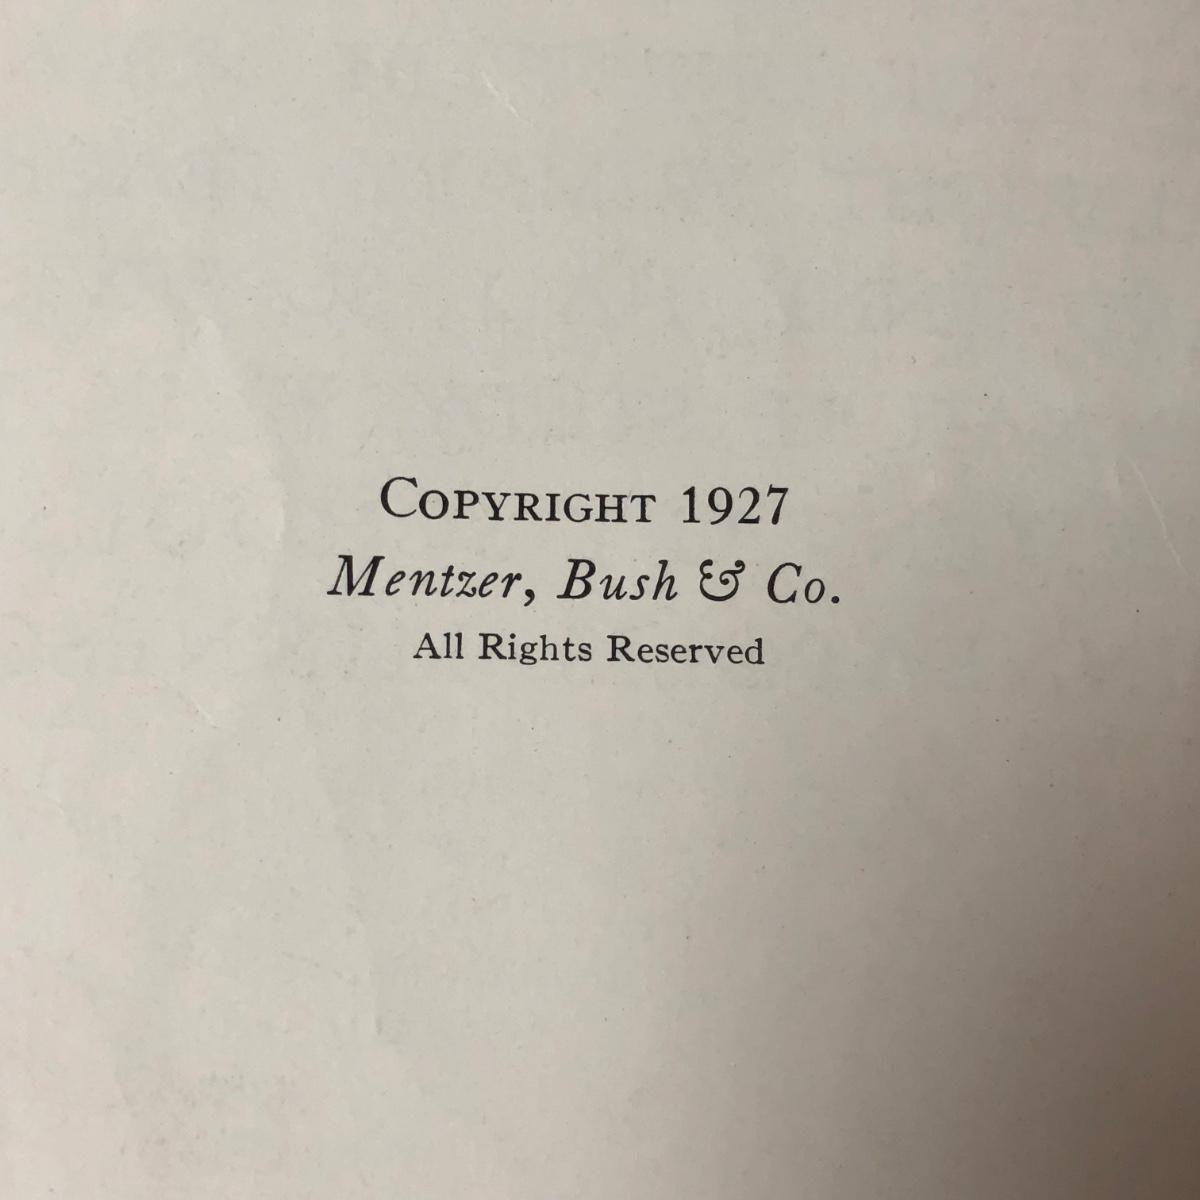 Copyright 1927
Mentzer, Bush & Co.
All Rights Reserved